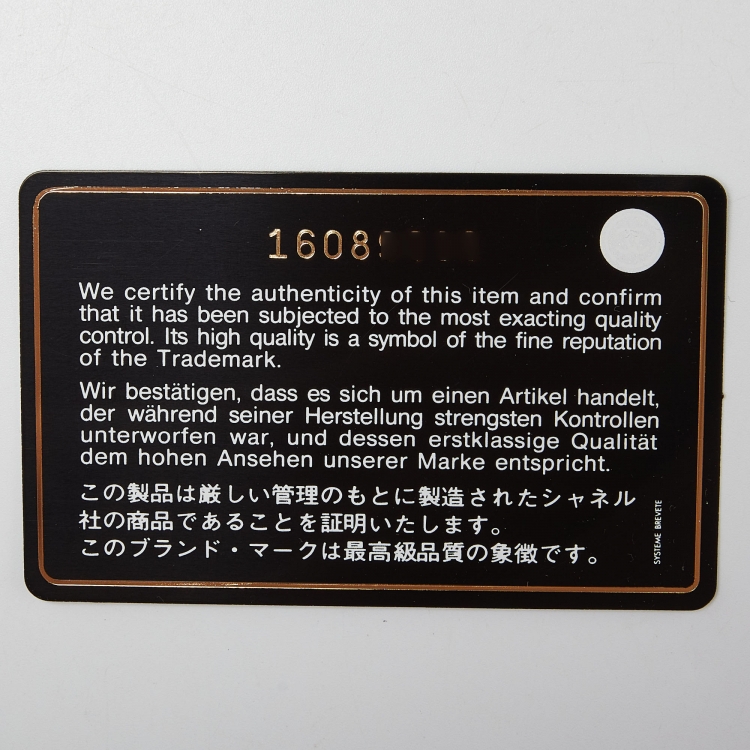 16089
We certify the authenticity of this item and confirm
that it has been subjected to the most exacting quality
control. Its high quality is a symbol of the fine reputation
of the Trademark.
Wir bestätigen, dass es sich um einen Artikel handelt,
der während seiner Herstellung strengsten Kontrollen
unterworfen war, und dessen erstklassige Qualität
dem hohen Ansehen unserer Marke entspricht.
この製品は厳しい管理のもとに製造されたシャネル
社の商品であることを証明いたします。
このブランド・マークは最高級品質の象徴です。
SYSTEME BREVETE